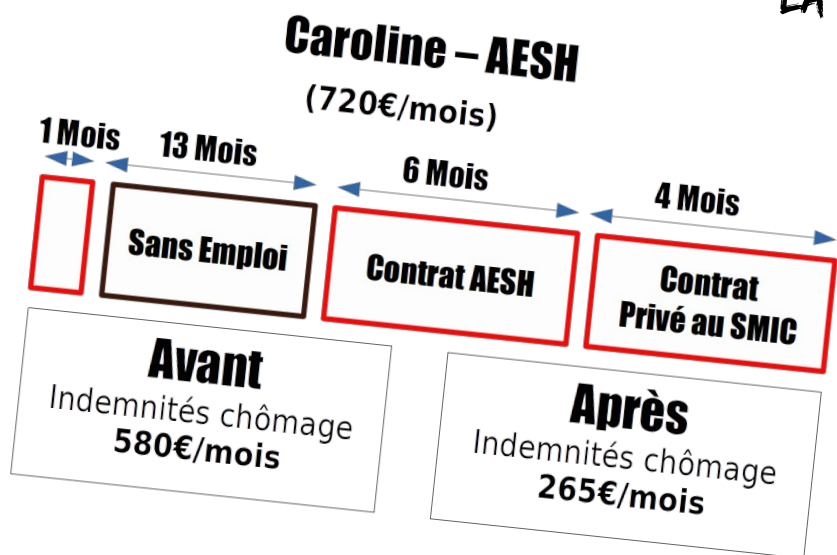 LA
Caroline – AESH
(720€/mois)
1 Mois
13 Mois
6 Mois
4 Mois
Sans Emploi
Contrat AESH
Contrat
Privé au SMIC
Avant
Indemnités chômage
580€/mois
Après
Indemnités chômage
265€/mois